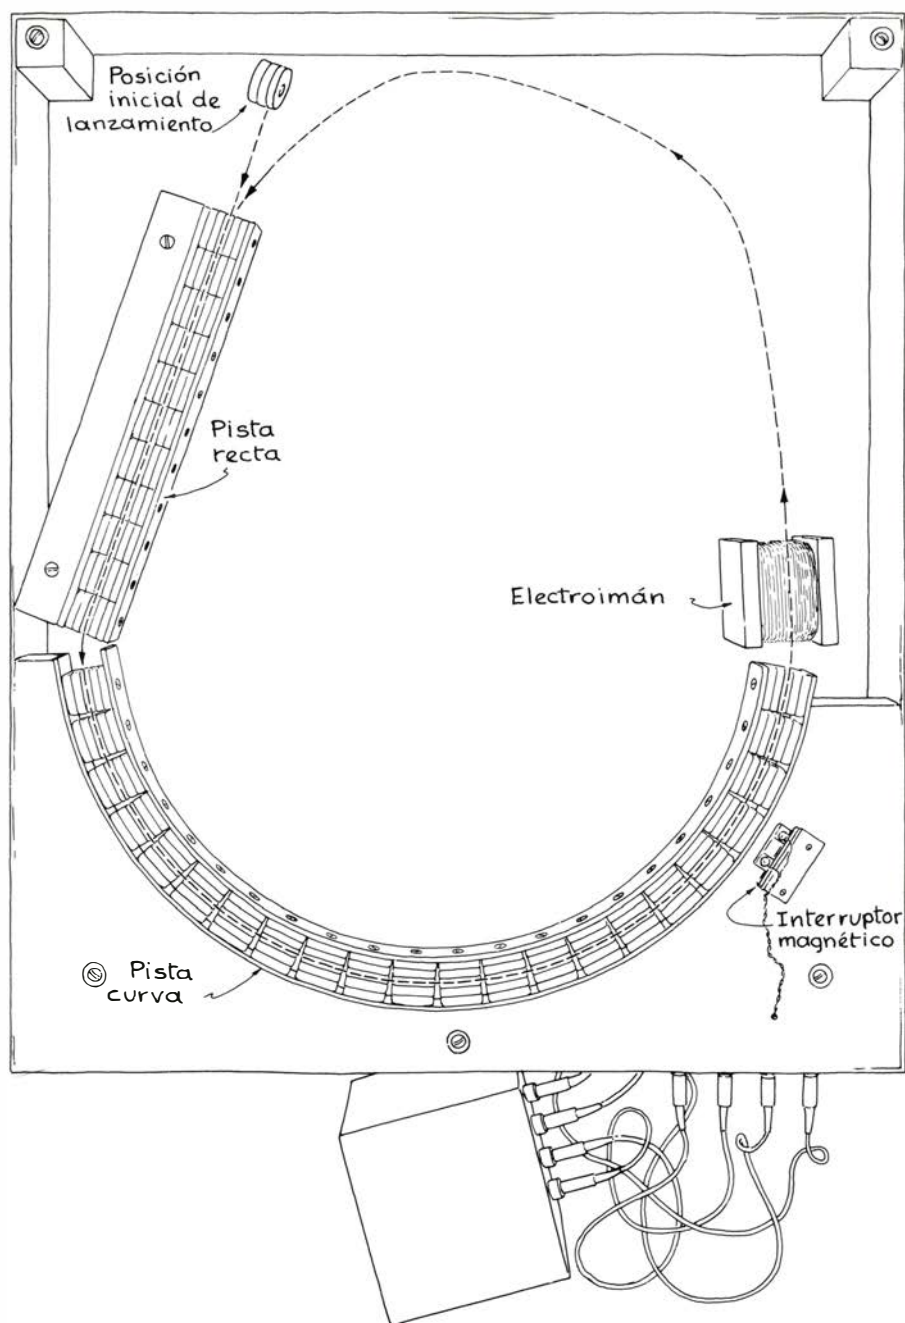 Posición
inicial de
lanzamiento
Pista
recta
Electroimán
Interruptor
magnético
Pista
curva